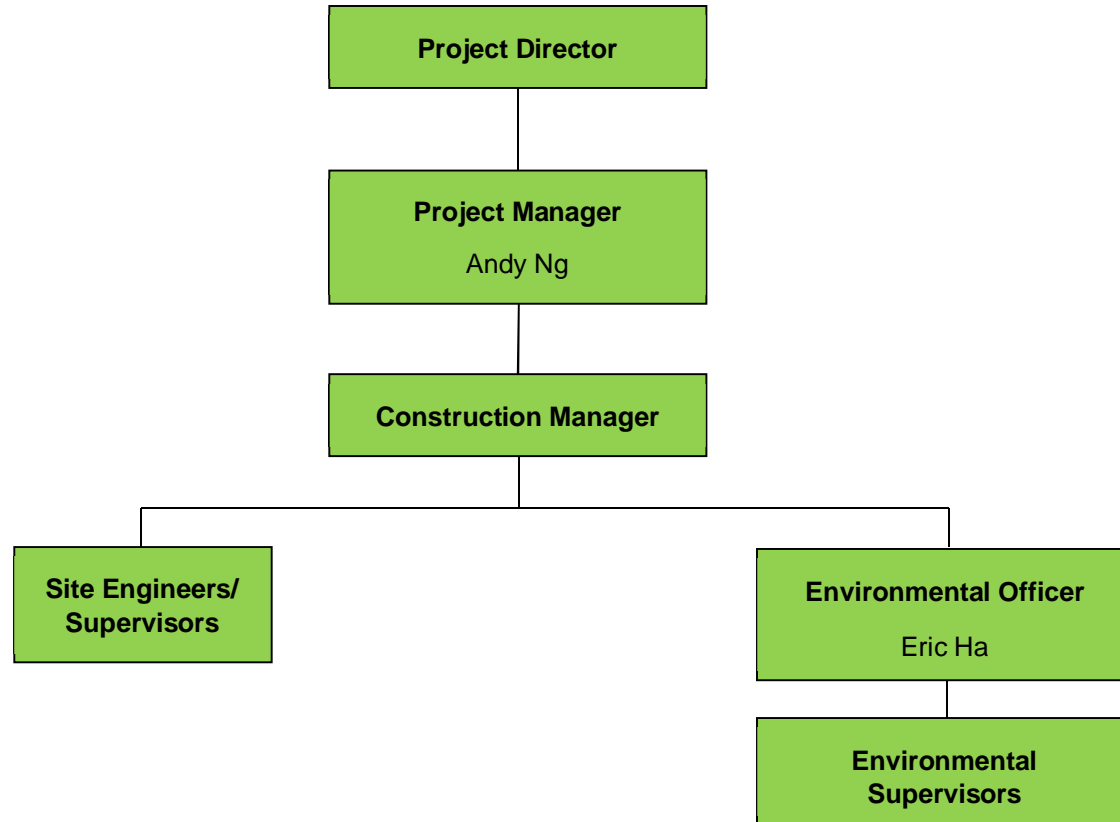 Project Director
Project Manager
Andy Ng
Construction Manager
Site Engineers/
Supervisors
Environmental Officer
Eric Ha
Environmental
Supervisors